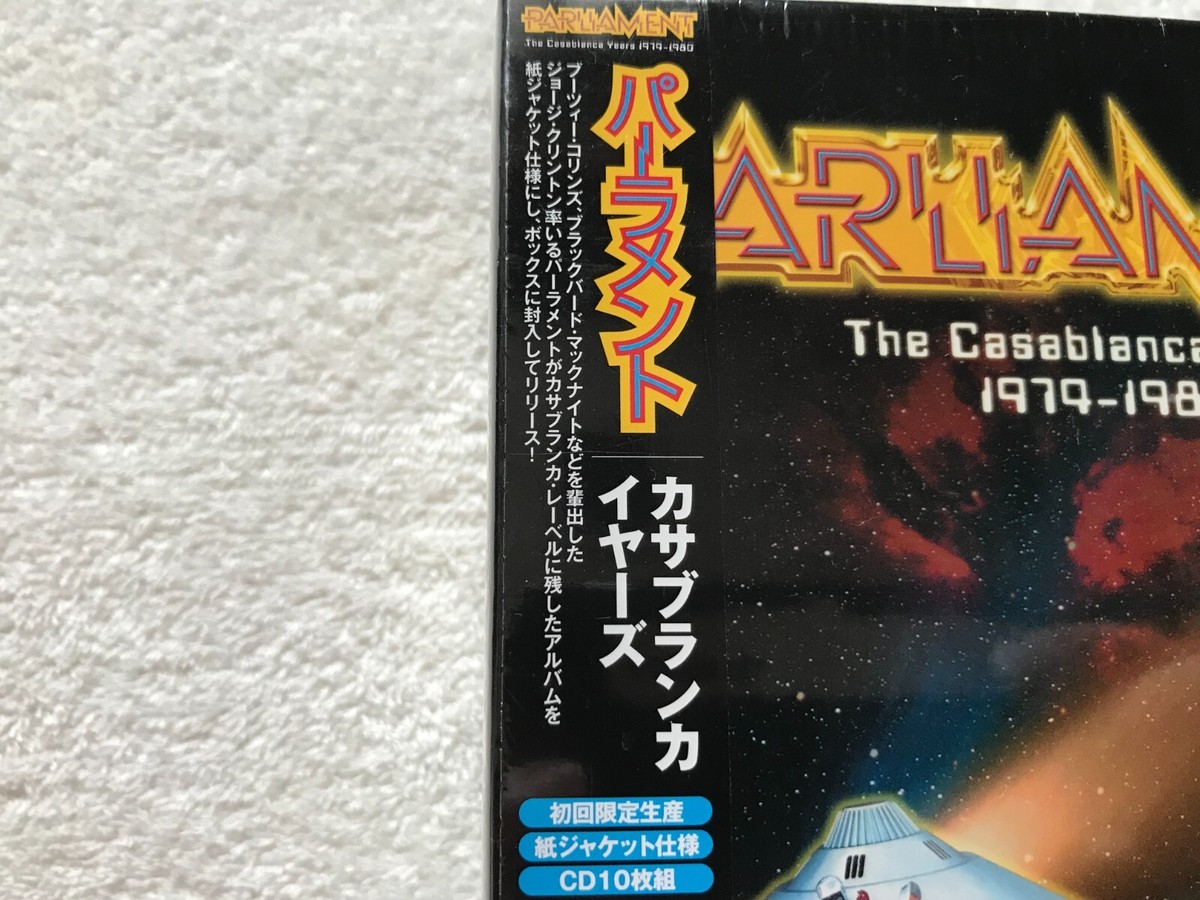 PARLIAMENT
The Casablanca Years 1974-1980
パーラメント
ブーツィー・コリンズ、ブラックバード・マックナイトなどを輩出した
ジョージ・クリントン率いるパーラメントがカサブランカ・レーベルに残したアルバムを
紙ジャケット仕様にし、ボックスに封入してリリース!
カサブランカ
イヤーズ
初回限定生産
紙ジャケット仕様
CD10枚組
ARLIAM
The Casablanca
1974-198